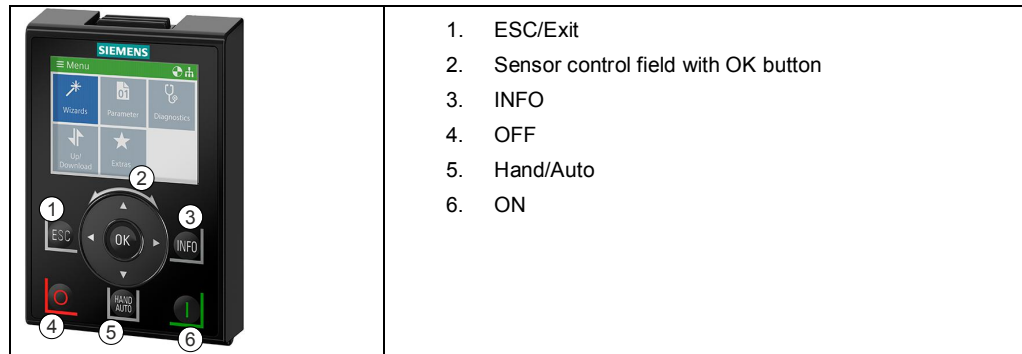 SIEMENS
☰ Menu
Wizards
01
Parameter
Diagnostics
Up/
Download
Extras
2
1
3
ESC
OK
INFO
O
HAND
AUTO
I
4
5
6
1. ESC/Exit
2. Sensor control field with OK button
3. INFO
4. OFF
5. Hand/Auto
6. ON